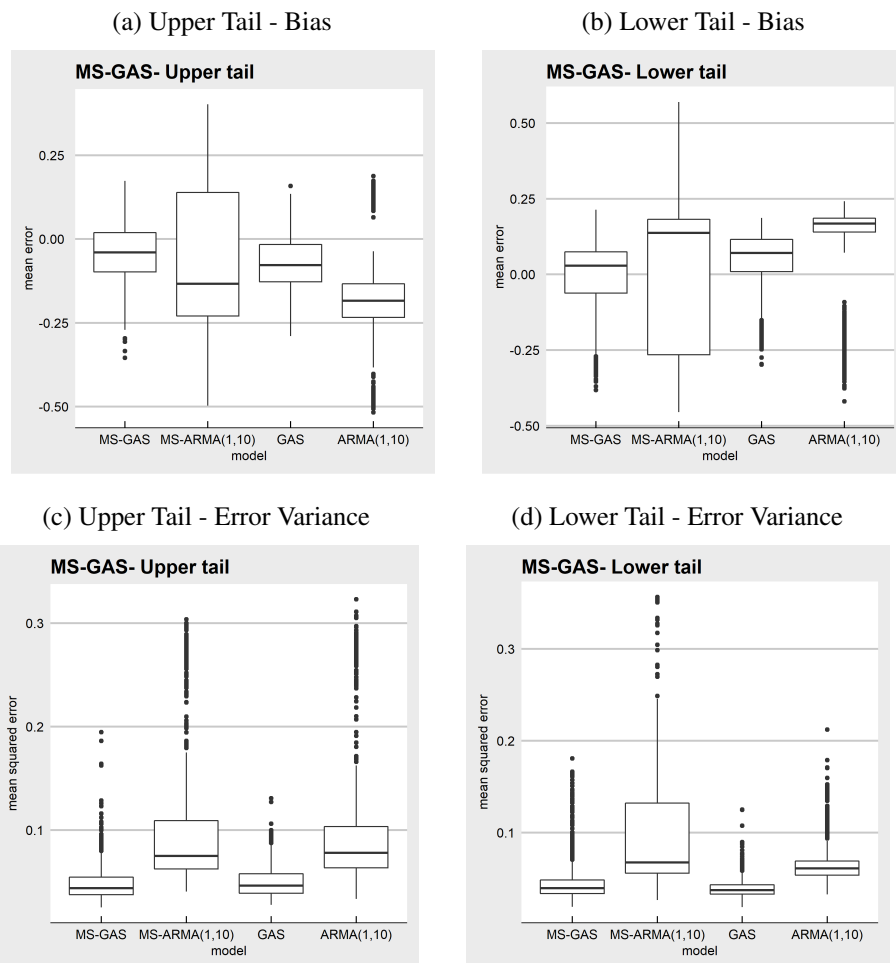 (a) Upper Tail - Bias
MS-GAS- Upper tail
mean error
0.25
0.00
-0.25
-0.50
MS-GAS MS-ARMA(1,10) GAS ARMA(1,10)
model
(b) Lower Tail - Bias
MS-GAS- Lower tail
mean error
0.50
0.25
0.00
-0.25
-0.50
MS-GAS MS-ARMA(1,10) GAS ARMA(1,10)
model
(c) Upper Tail - Error Variance
MS-GAS- Upper tail
mean squared error
0.3
0.2
0.1
MS-GAS MS-ARMA(1,10) GAS ARMA(1,10)
model
(d) Lower Tail - Error Variance
MS-GAS- Lower tail
mean squared error
0.3
0.2
0.1
MS-GAS MS-ARMA(1,10) GAS ARMA(1,10)
model